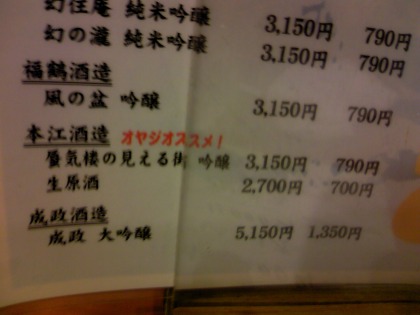 幻住庵 純米吟醸 3,150円 790円
幻の瀧 純米吟醸 3,150円 790円
福鶴酒造
風の盆 吟醸 3,150円 790円
本江酒造 オヤジオススメ!
蜃気楼の見える街 吟醸 3,150円 790円
生原酒 2,700円 700円
成政酒造
成政 大吟醸 5,150円 1,350円